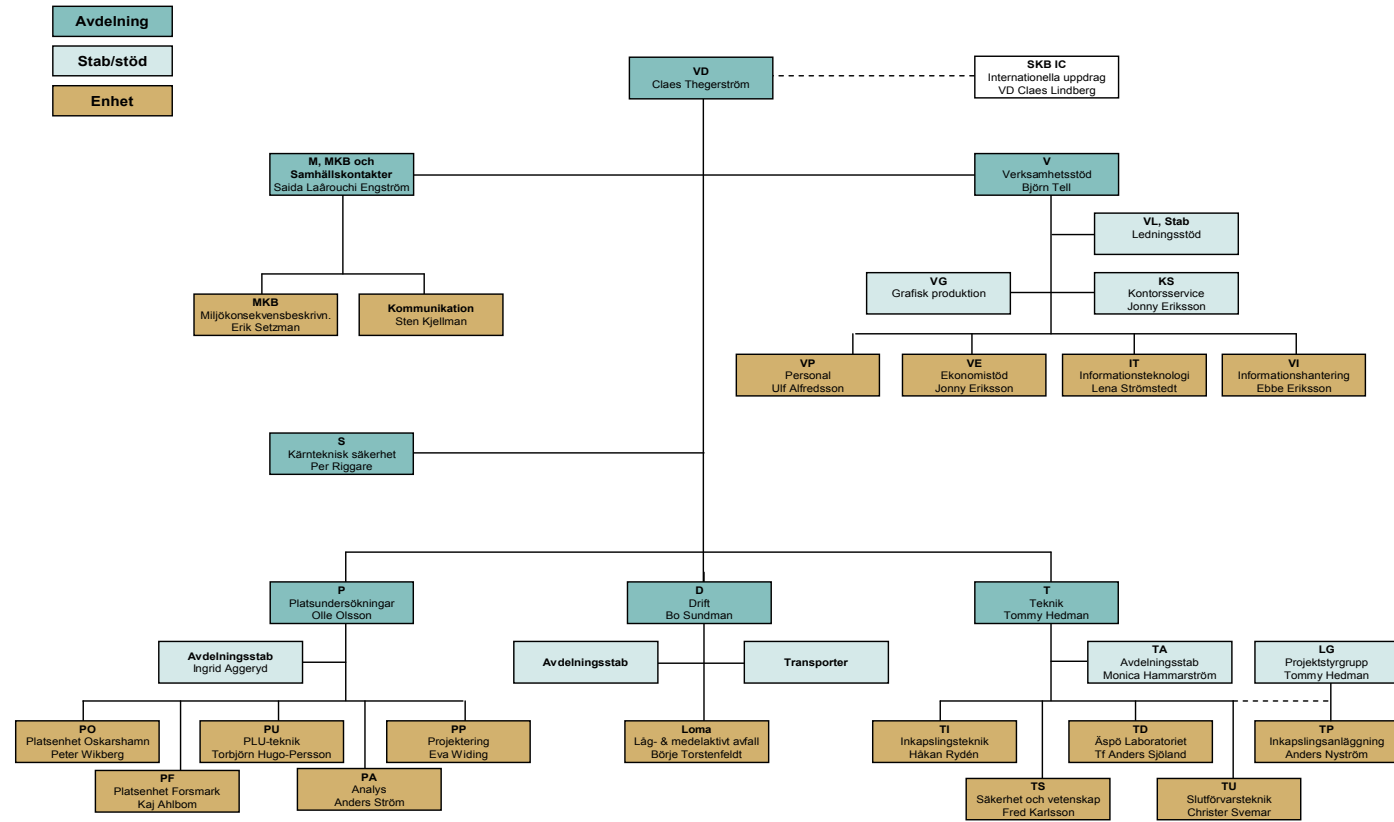 Avdelning
Stab/stöd
Enhet
VD
Claes Thegerström
SKB IC
Internationella uppdrag
VD Claes Lindberg
M, MKB och
Samhällskontakter
Saida Laârouchi Engström
V
Verksamhetsstöd
Björn Tell
VL, Stab
Ledningsstöd
VG
Grafisk produktion
KS
Kontorsservice
Jonny Eriksson
MKB
Miljökonsekvensbeskrivn.
Erik Setzman
Kommunikation
Sten Kjellman
VP
Personal
Ulf Alfredsson
VE
Ekonomistöd
Jonny Eriksson
IT
Informationsteknologi
Lena Strömstedt
VI
Informationshantering
Ebbe Eriksson
S
Kärnteknisk säkerhet
Per Riggare
P
Platsundersökningar
Olle Olsson
D
Drift
Bo Sundman
T
Teknik
Tommy Hedman
Avdelningsstab
Ingrid Aggeryd
Avdelningsstab
Transporter
TA
Avdelningsstab
Monica Hammarström
LG
Projektstyrgrupp
Tommy Hedman
PO
Platsenhet Oskarshamn
Peter Wikberg
PU
PLU-teknik
Torbjörn Hugo-Persson
PP
Projektering
Eva Widing
Loma
Låg- & medelaktivt avfall
Börje Torstenfeldt
TI
Inkapslingsteknik
Håkan Rydén
TD
Äspö Laboratoriet
Tf Anders Sjöland
TP
Inkapslingsanläggning
Anders Nyström
PF
Platsenhet Forsmark
Kaj Ahlbom
PA
Analys
Anders Ström
TS
Säkerhet och vetenskap
Fred Karlsson
TU
Slutförvarsteknik
Christer Svemar